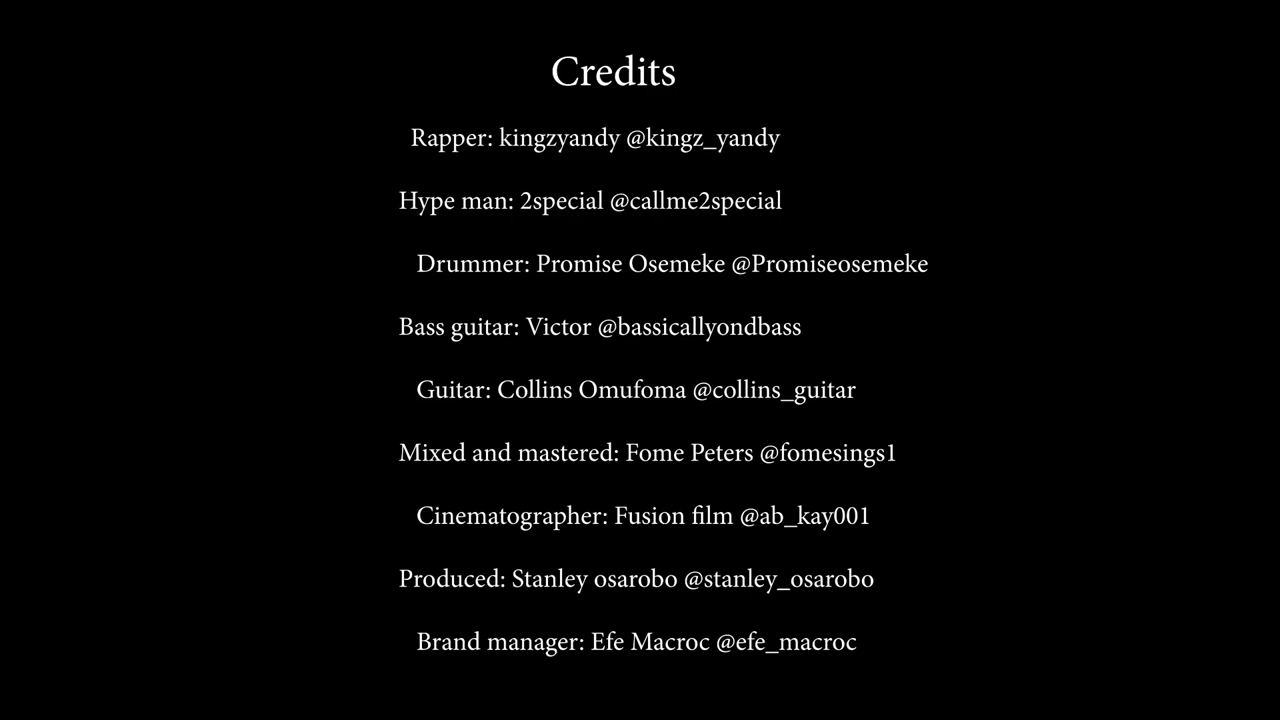 Credits
Rapper: kingzyandy @kingz_yandy
Hype man: 2special @callme2special
Drummer: Promise Osemeke @Promiseosemeke
Bass guitar: Victor @bassicallyondbass
Guitar: Collins Omufoma @collins_guitar
Mixed and mastered: Fome Peters @fomesings1
Cinematographer: Fusion film @ab_kay001
Produced: Stanley osarobo @stanley_osarobo
Brand manager: Efe Macroc @efe_macroc